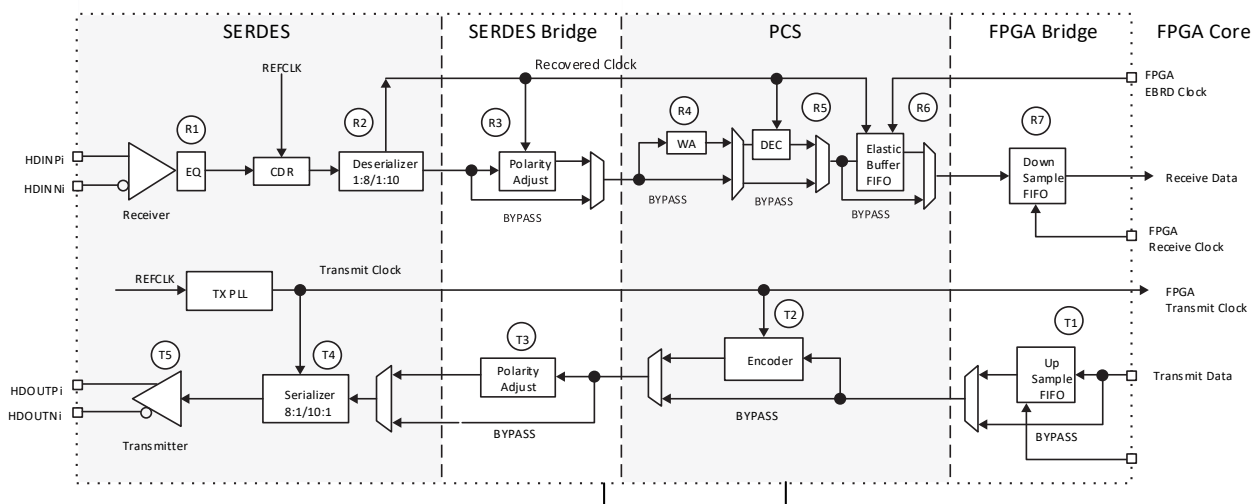 SERDES
SERDES Bridge
PCS
FPGA Bridge
FPGA Core
REFCLK
Recovered Clock
FPGA
EBRD Clock
R1
R2
R3
R4
R5
R6
R7
HDINPi
HDINNi
EQ
CDR
Deserializer
1:8/1:10
Polarity
Adjust
WA
DEC
Elastic
Buffer
FIFO
Down
Sample
FIFO
Receive Data
Receiver
BYPASS
BYPASS
BYPASS
BYPASS
FPGA
Receive Clock
REFCLK
TX PLL
Transmit Clock
FPGA
Transmit Clock
T5
T4
T3
T2
T1
HDOUTPi
HDOUTNi
Serializer
8:1/10:1
Polarity
Adjust
Encoder
Up
Sample
FIFO
Transmit Data
Transmitter
BYPASS
BYPASS
BYPASS